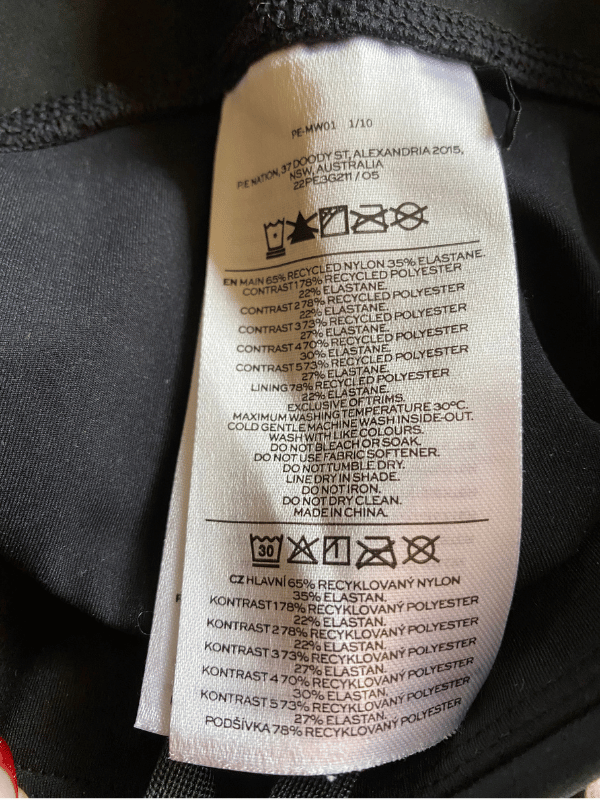 PE-MW01 1/10
P.E NATION, 37 DOODY ST, ALEXANDRIA 2015,
NSW, AUSTRALIA
22PE3G211 / 05
EN MAIN 65% RECYCLED NYLON 35% ELASTANE.
CONTRAST 1 78% RECYCLED POLYESTER
22% ELASTANE.
CONTRAST 2 78% RECYCLED POLYESTER
22% ELASTANE.
CONTRAST 3 73% RECYCLED POLYESTER
27% ELASTANE.
CONTRAST 4 70% RECYCLED POLYESTER
30% ELASTANE.
CONTRAST 5 73% RECYCLED POLYESTER
27% ELASTANE.
LINING 78% RECYCLED POLYESTER
22% ELASTANE.
EXCLUSIVE OF TRIMS.
MAXIMUM WASHING TEMPERATURE 30ºC.
COLD GENTLE MACHINE WASH INSIDE-OUT.
WASH WITH LIKE COLOURS.
DO NOT BLEACH OR SOAK.
DO NOT USE FABRIC SOFTENER.
DO NOT TUMBLE DRY.
LINE DRY IN SHADE.
DO NOT IRON.
DO NOT DRY CLEAN.
MADE IN CHINA.
30
CZ HLAVNÍ 65% RECYKLOVANÝ NYLON
35% ELASTAN.
KONTRAST 1 78% RECYKLOVANÝ POLYESTER
22% ELASTAN.
KONTRAST 2 78% RECYKLOVANÝ POLYESTER
22% ELASTAN.
KONTRAST 3 73% RECYKLOVANÝ POLYESTER
27% ELASTAN.
KONTRAST 4 70% RECYKLOVANÝ POLYESTER
30% ELASTAN.
KONTRAST 5 73% RECYKLOVANÝ POLYESTER
27% ELASTAN.
PODŠÍVKA 78% RECYKLOVANÝ POLYESTER